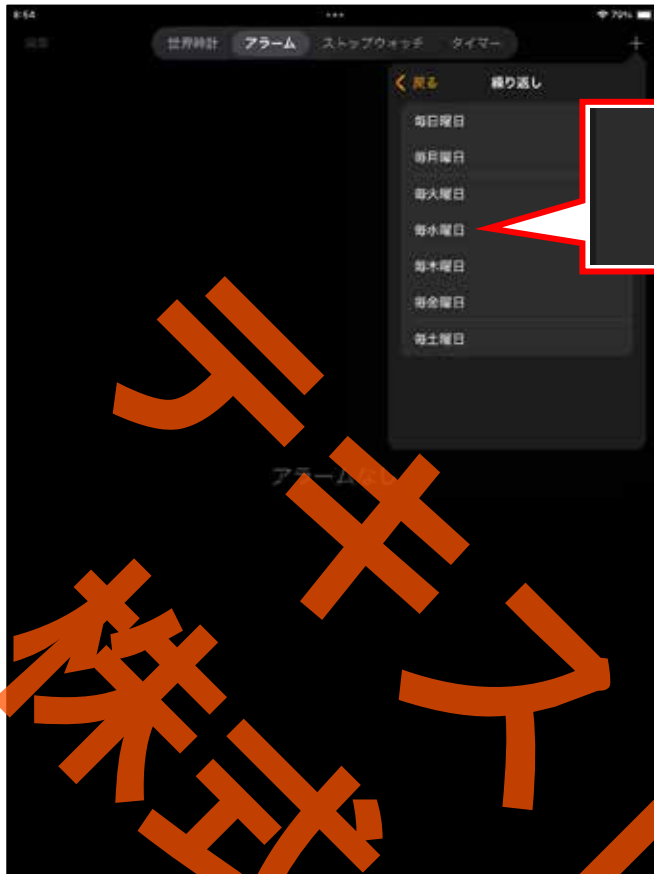 8:54
79%
世界時計 アラーム ストップウォッチ タイマー
戻る 繰り返し
毎日曜日
毎月曜日
毎火曜日
毎水曜日
毎木曜日
毎金曜日
毎土曜日
アラームなし
テキス
株式